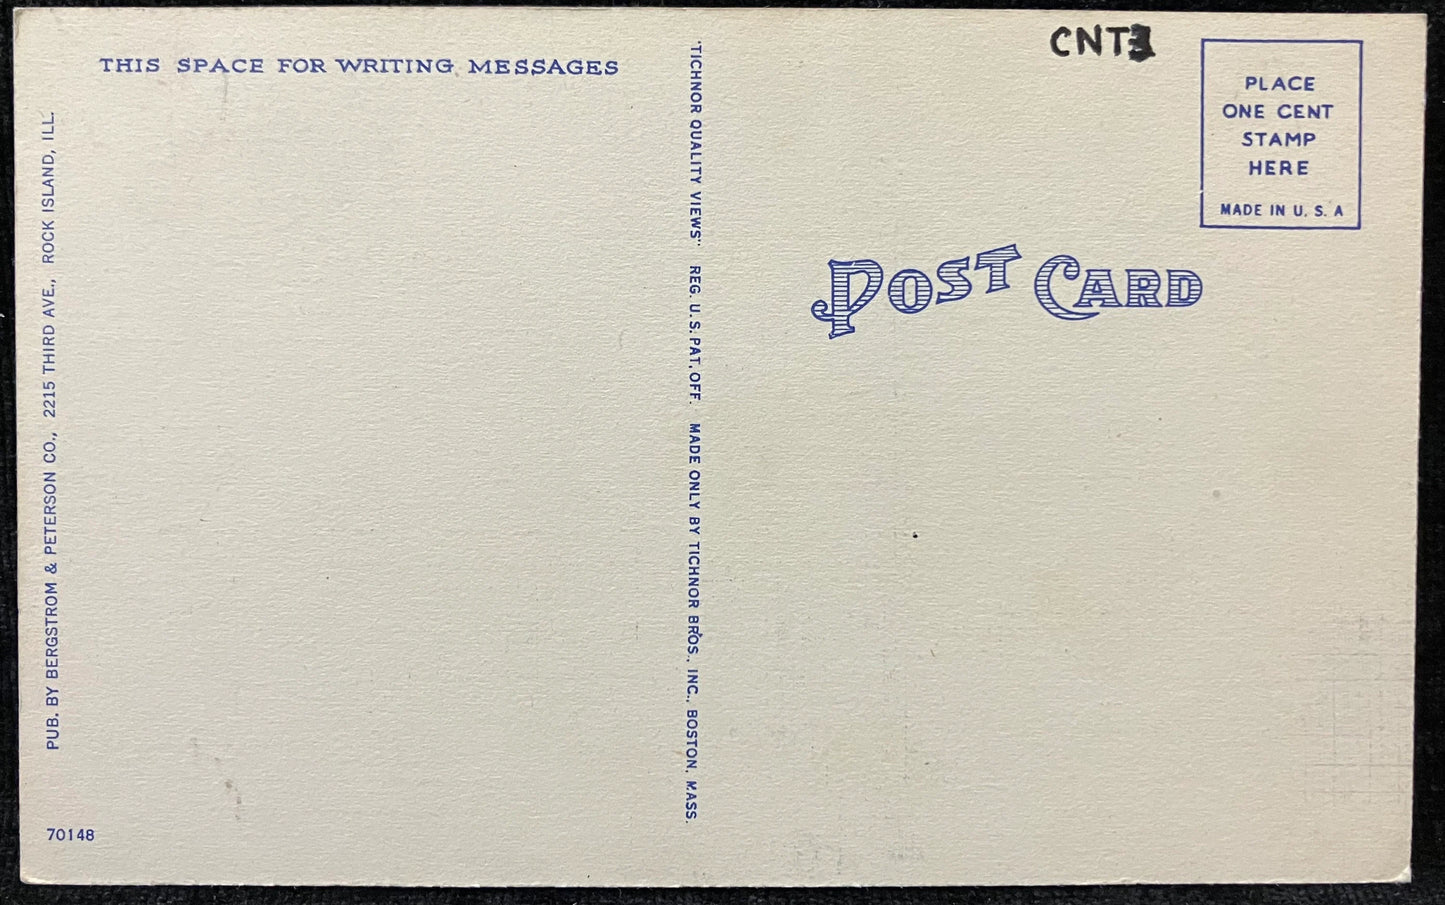 THIS SPACE FOR WRITING MESSAGES
PUB. BY BERGSTROM & PETERSON CO., 2215 THIRD AVE., ROCK ISLAND, ILL.
70148
"TICHNOR QUALITY VIEWS" REG. U. S. PAT. OFF. MADE ONLY BY TICHNOR BROS., INC., BOSTON, MASS.
CNT
PLACE
ONE CENT
STAMP
HERE
MADE IN U. S. A
POST CARD